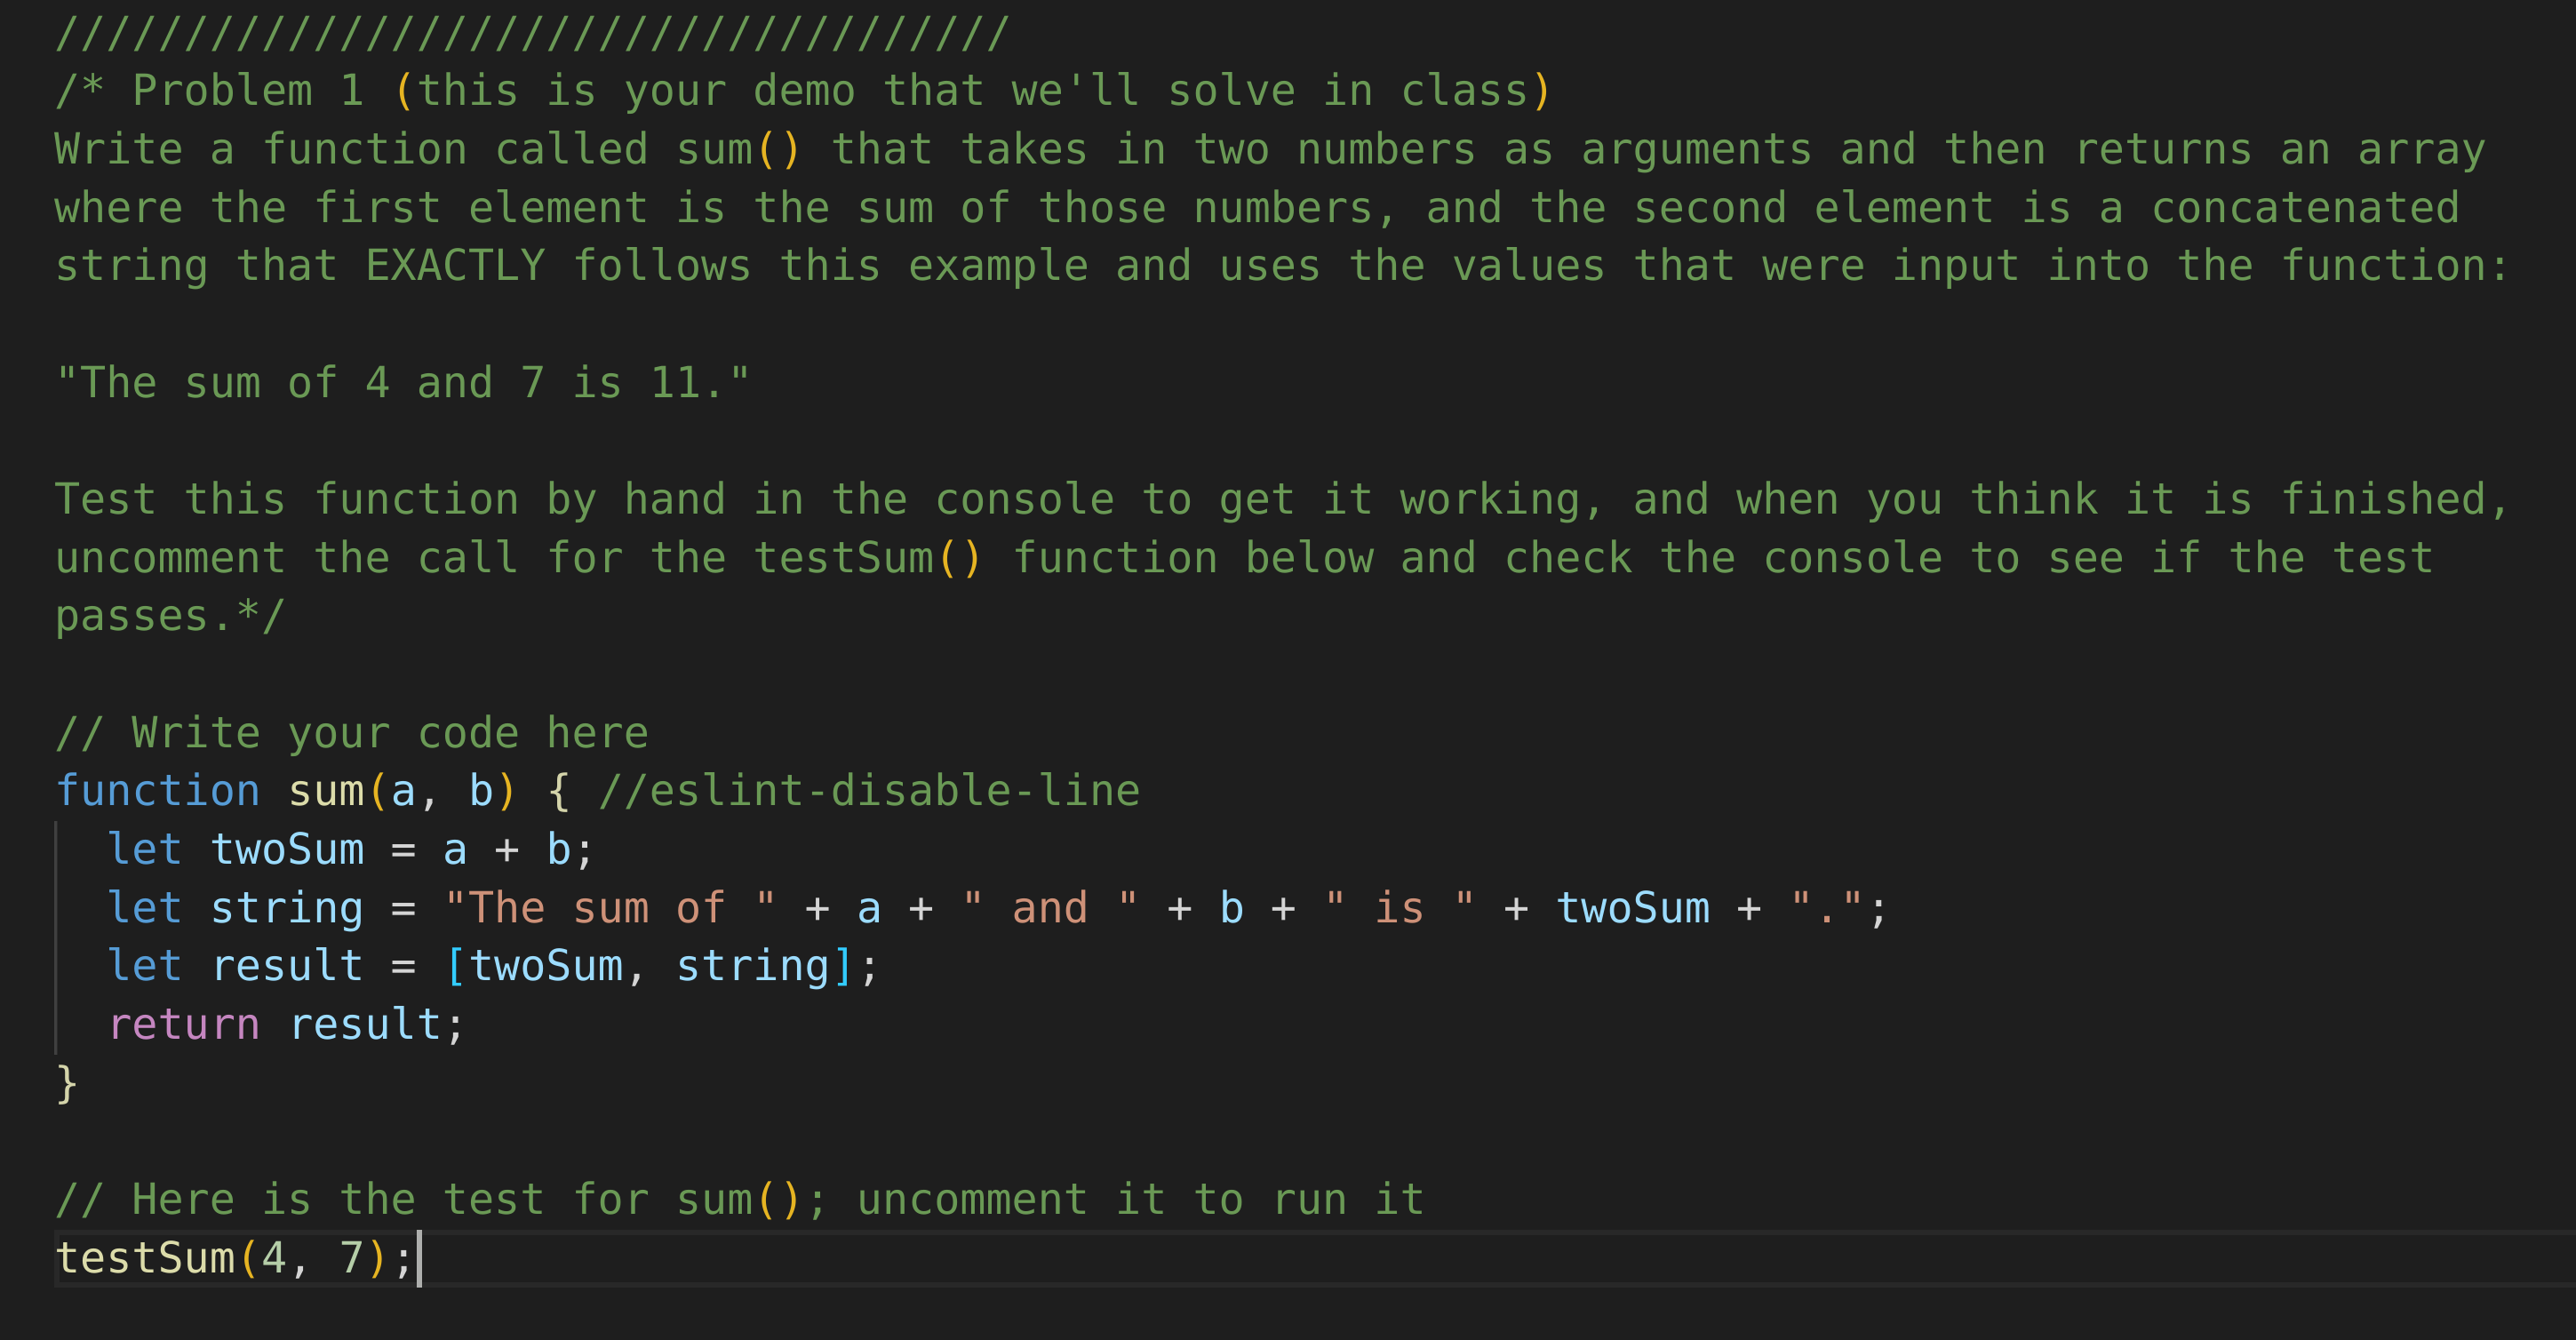 /////////////////////////////////////
/* Problem 1 (this is your demo that we'll solve in class)
Write a function called sum() that takes in two numbers as arguments and then returns an array
where the first element is the sum of those numbers, and the second element is a concatenated
string that EXACTLY follows this example and uses the values that were input into the function:

"The sum of 4 and 7 is 11."

Test this function by hand in the console to get it working, and when you think it is finished,
uncomment the call for the testSum() function below and check the console to see if the test
passes.*/

// Write your code here
function sum(a, b) { //eslint-disable-line
  let twoSum = a + b;
  let string = "The sum of " + a + " and " + b + " is " + twoSum + ".";
  let result = [twoSum, string];
  return result;
}

// Here is the test for sum(); uncomment it to run it
testSum(4, 7);